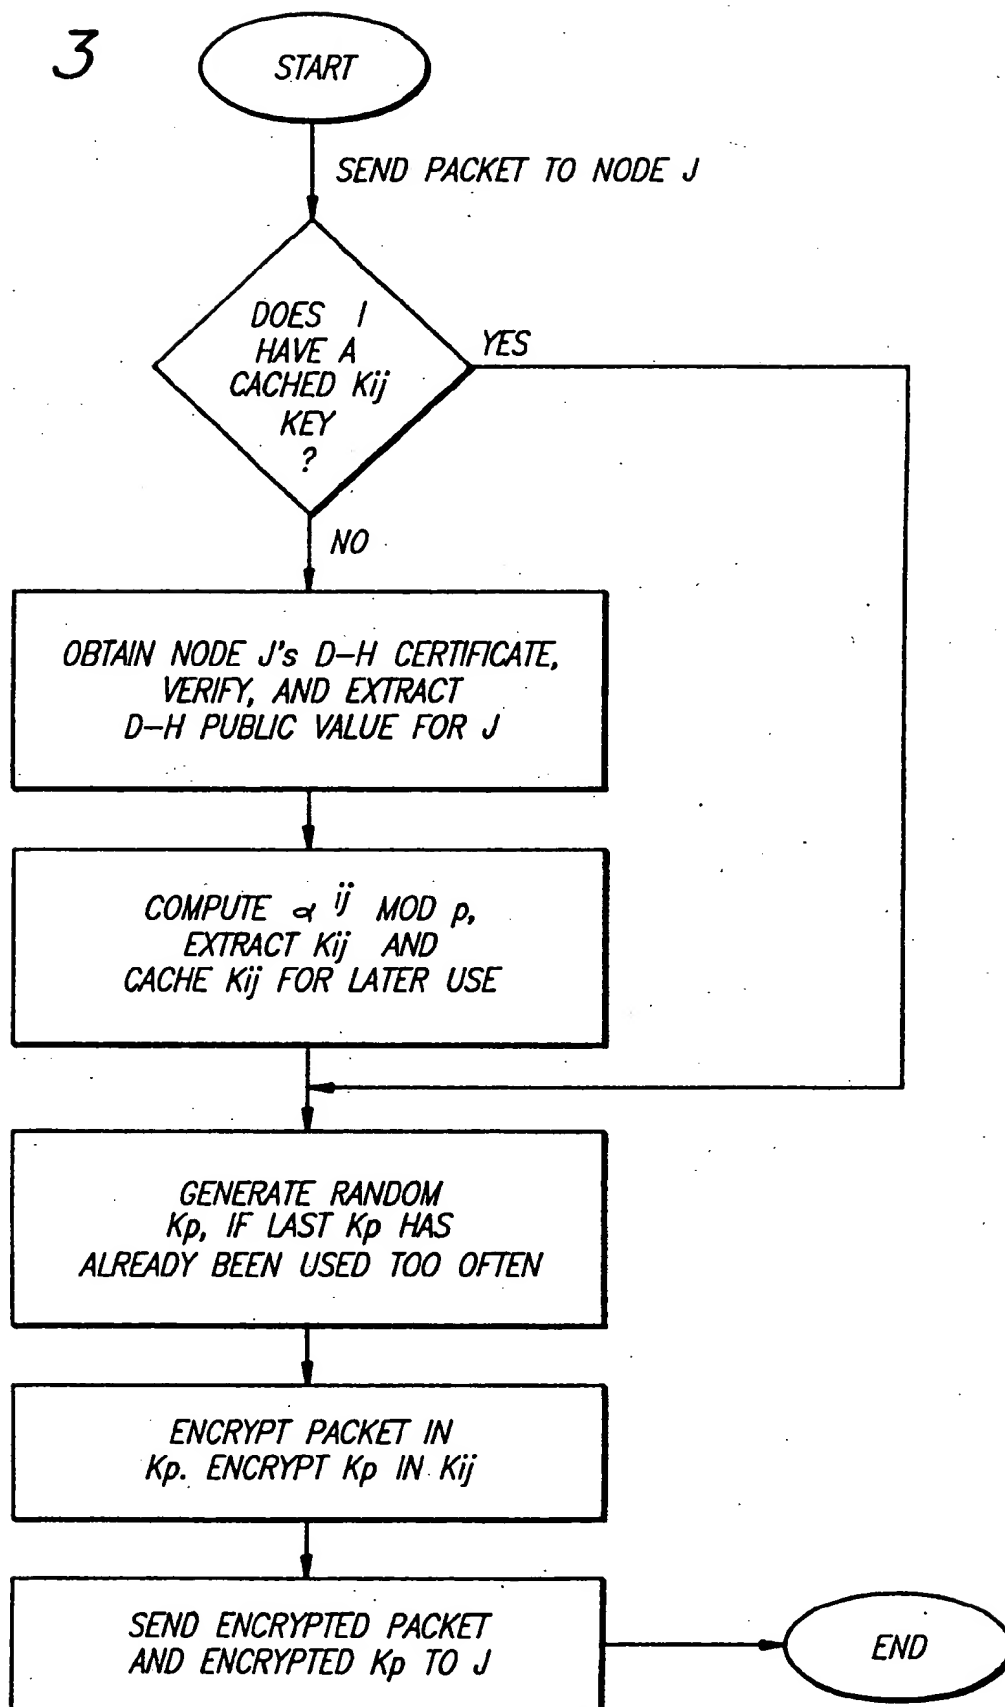 3
START
SEND PACKET TO NODE J
DOES I
HAVE A
CACHED Kij
KEY
?
YES
NO
OBTAIN NODE J's D-H CERTIFICATE,
VERIFY, AND EXTRACT
D-H PUBLIC VALUE FOR J
COMPUTE α ij MOD p,
EXTRACT Kij AND
CACHE Kij FOR LATER USE
GENERATE RANDOM
Kp, IF LAST Kp HAS
ALREADY BEEN USED TOO OFTEN
ENCRYPT PACKET IN
Kp. ENCRYPT Kp IN Kij
SEND ENCRYPTED PACKET
AND ENCRYPTED Kp TO J
END